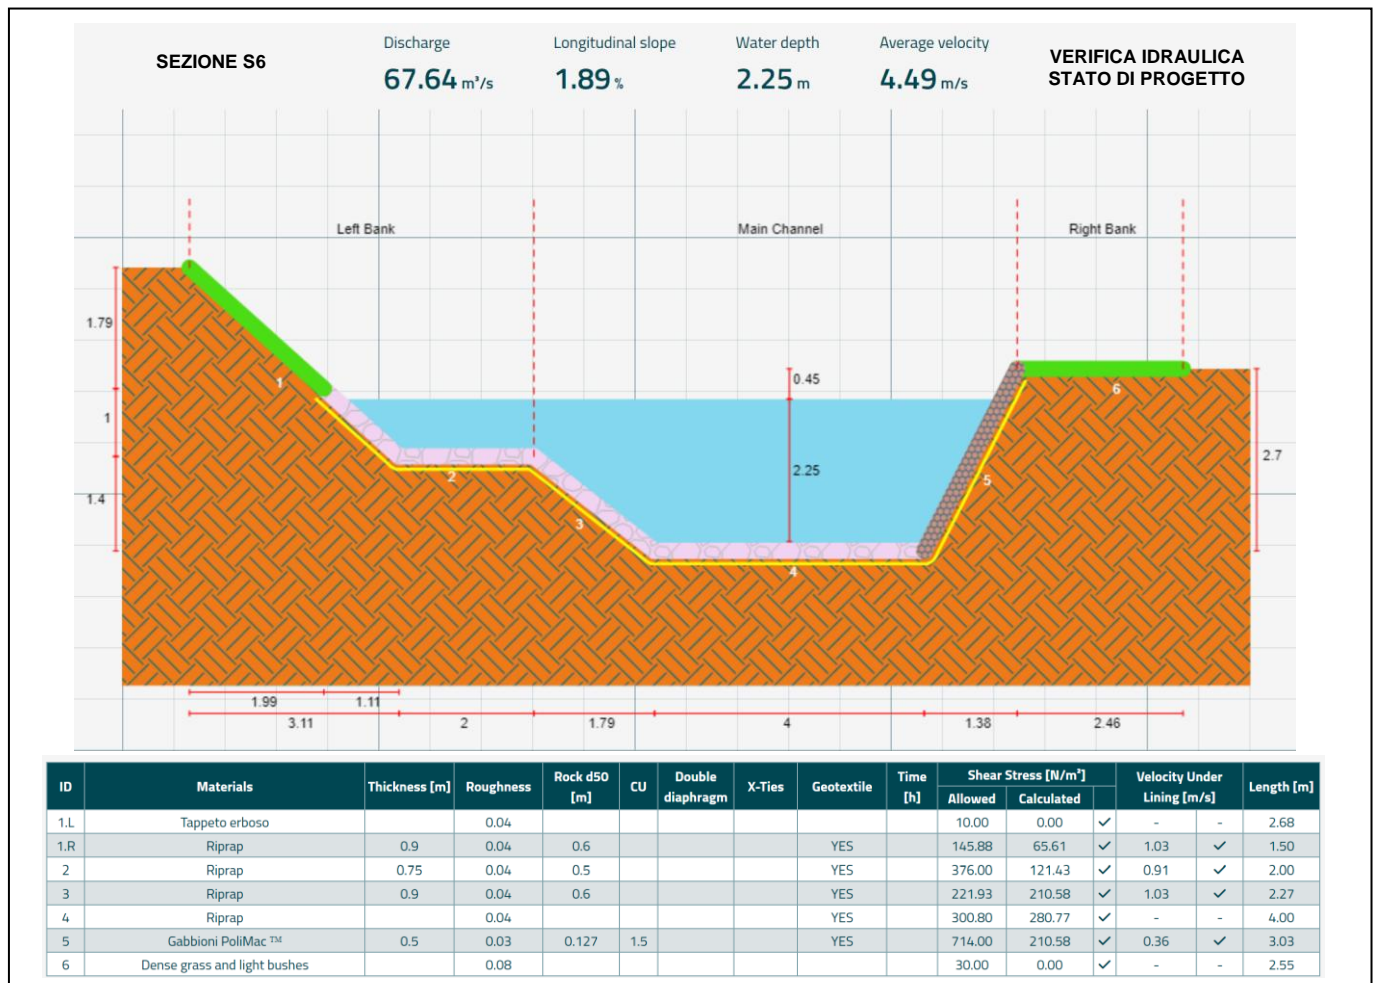 SEZIONE S6
Discharge
67.64 m³/s
Longitudinal slope
1.89 %
Water depth
2.25 m
Average velocity
4.49 m/s
VERIFICA IDRAULICA
STATO DI PROGETTO
Left Bank
Main Channel
Right Bank
1.79
1
1.4
0.45
2.25
2.7
1
2
3
4
5
6
1.99
1.11
3.11
2
1.79
4
1.38
2.46
ID Materials Thickness [m] Roughness Rock d50 [m] CU Double diaphragm X-Ties Geotextile Time [h] Shear Stress [N/m²] Velocity Under Lining [m/s] Length [m]
Allowed Calculated
1.L Tappeto erboso 0.04 10.00 0.00 ✓ - - 2.68
1.R Riprap 0.9 0.04 0.6 YES 145.88 65.61 ✓ 1.03 ✓ 1.50
2 Riprap 0.75 0.04 0.5 YES 376.00 121.43 ✓ 0.91 ✓ 2.00
3 Riprap 0.9 0.04 0.6 YES 221.93 210.58 ✓ 1.03 ✓ 2.27
4 Riprap 0.04 YES 300.80 280.77 ✓ - - 4.00
5 Gabbioni PoliMac ™ 0.5 0.03 0.127 1.5 YES 714.00 210.58 ✓ 0.36 ✓ 3.03
6 Dense grass and light bushes 0.08 30.00 0.00 ✓ - - 2.55